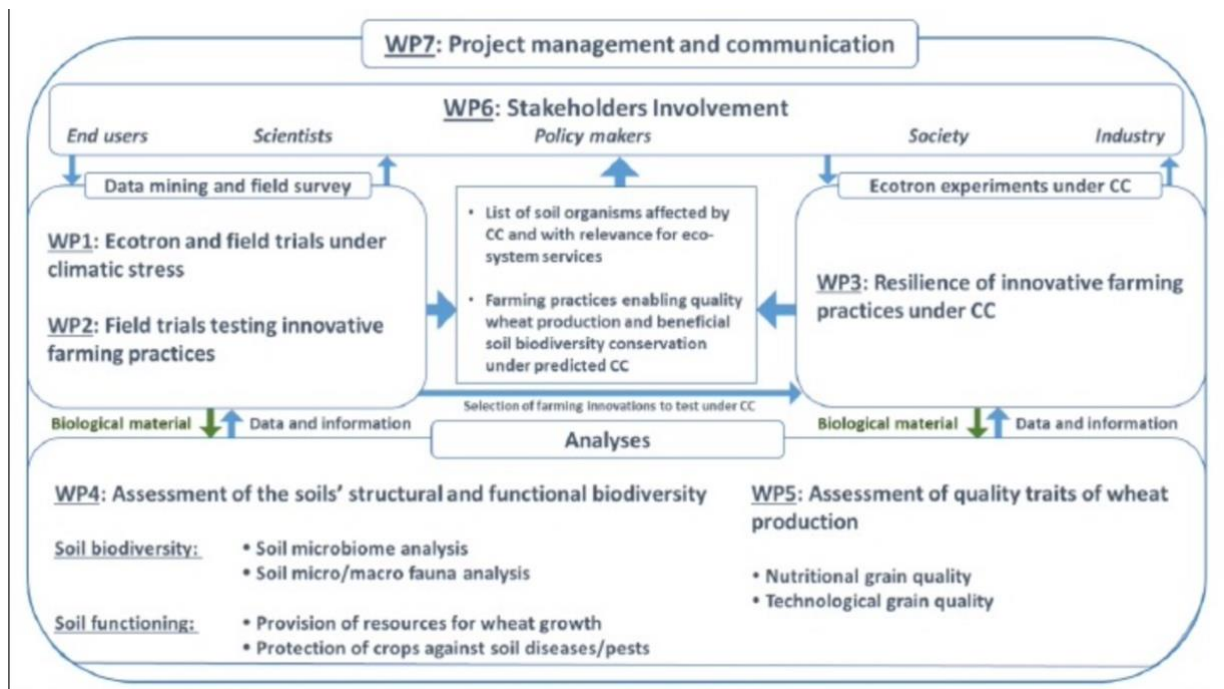 WP7: Project management and communication
WP6: Stakeholders Involvement
End users Scientists Policy makers Society Industry
Data mining and field survey
WP1: Ecotron and field trials under
climatic stress
WP2: Field trials testing innovative
farming practices
• List of soil organisms affected by
CC and with relevance for eco-
system services
• Farming practices enabling quality
wheat production and beneficial
soil biodiversity conservation
under predicted CC
Ecotron experiments under CC
WP3: Resilience of innovative farming
practices under CC
Selection of farming innovations to test under CC
Biological material Data and information
Biological material Data and information
Analyses
WP4: Assessment of the soils' structural and functional biodiversity
Soil biodiversity: • Soil microbiome analysis
• Soil micro/macro fauna analysis
Soil functioning: • Provision of resources for wheat growth
• Protection of crops against soil diseases/pests
WP5: Assessment of quality traits of wheat
production
• Nutritional grain quality
• Technological grain quality